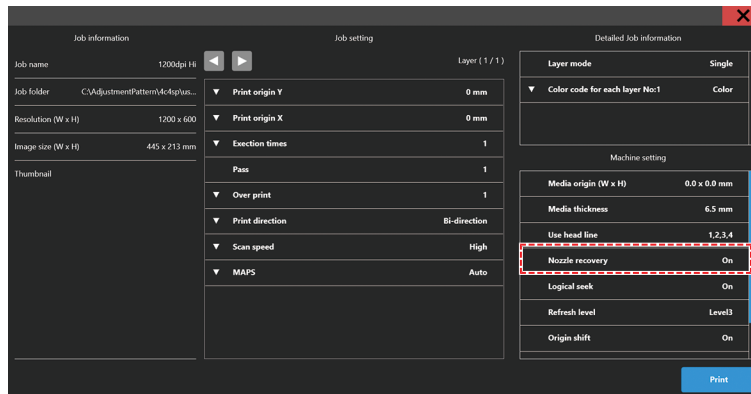 Job information
Job name 1200dpi Hi
Job folder C:\AdjustmentPattern\4c4sp\us...
Resolution (W x H) 1200 x 600
Image size (W x H) 445 x 213 mm
Thumbnail
Job setting
◀ ▶ Layer ( 1 / 1 )
▼ Print origin Y 0 mm
▼ Print origin X 0 mm
▼ Exection times 1
Pass 1
▼ Over print 1
▼ Print direction Bi-direction
▼ Scan speed High
▼ MAPS Auto
Detailed Job information
Layer mode Single
▼ Color code for each layer No:1 Color
Machine setting
Media origin (W x H) 0.0 x 0.0 mm
Media thickness 6.5 mm
Use head line 1,2,3,4
Nozzle recovery On
Logical seek On
Refresh level Level3
Origin shift On
Print